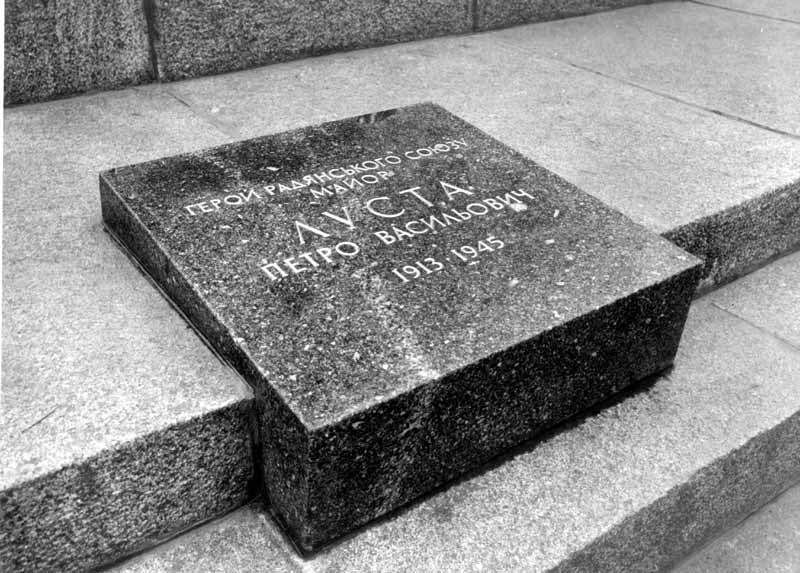 ГЕРОЙ РАДЯНСЬКОГО СОЮЗУ
МАЙОР
ЛУСТА
ПЕТРО ВАСИЛЬОВИЧ
1913 1945